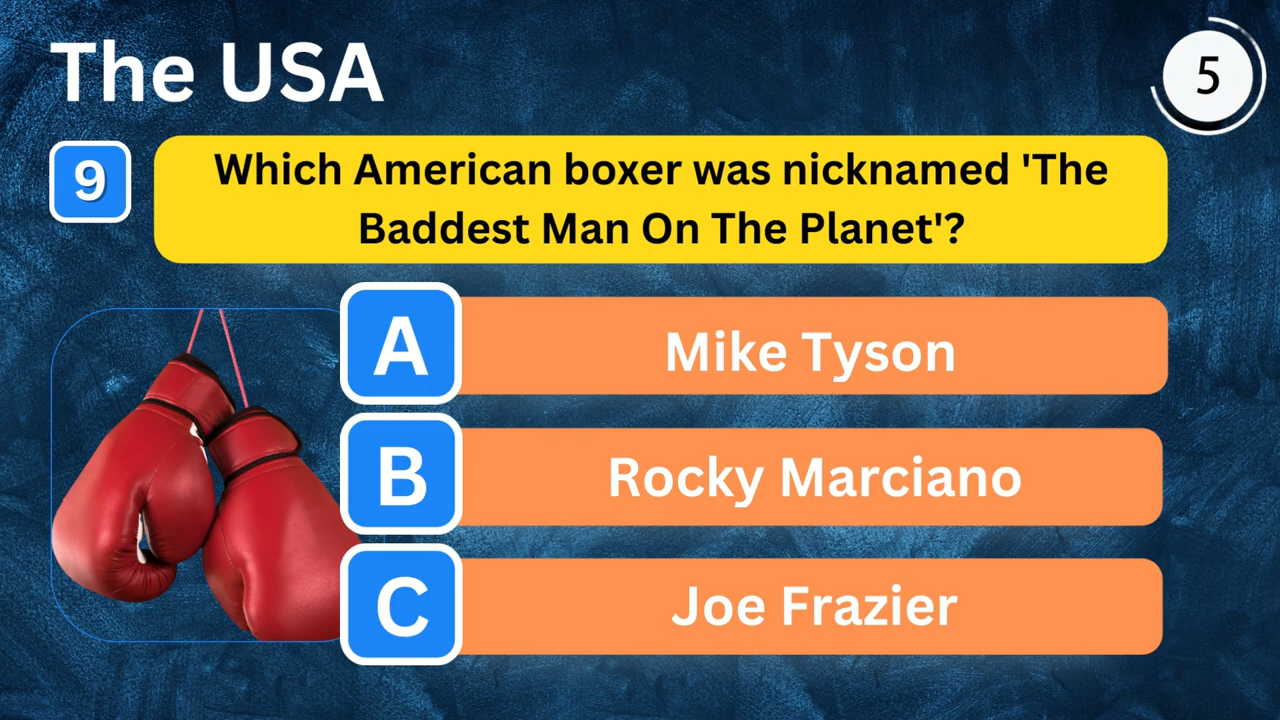 The USA
5
9
Which American boxer was nicknamed 'The
Baddest Man On The Planet'?
A
Mike Tyson
B
Rocky Marciano
C
Joe Frazier